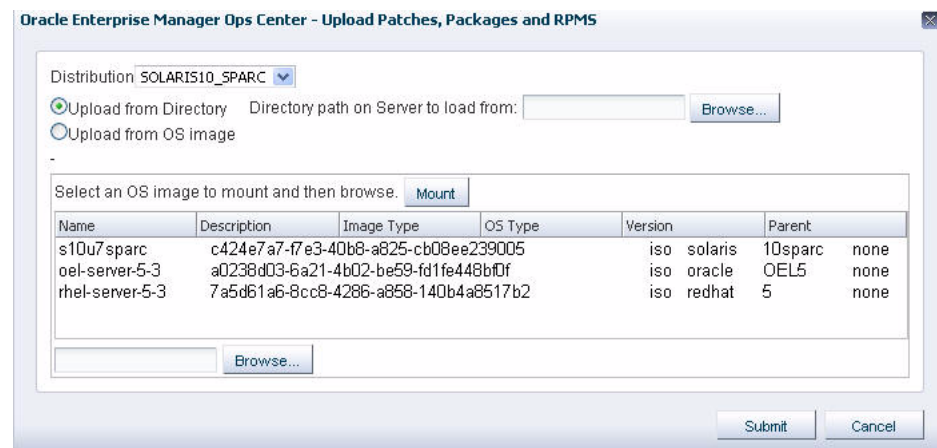 Oracle Enterprise Manager Ops Center - Upload Patches, Packages and RPMS
Distribution SOLARIS10_SPARC
Upload from Directory Directory path on Server to load from: Browse...
Upload from OS image
-
Select an OS image to mount and then browse. Mount
Name Description Image Type OS Type Version Parent
s10u7sparc c424e7a7-f7e3-40b8-a825-cb08ee239005 iso solaris 10sparc none
oel-server-5-3 a0238d03-6a21-4b02-be59-fd1fe448bf0f iso oracle OEL5 none
rhel-server-5-3 7a5d61a6-8cc8-4286-a858-140b4a8517b2 iso redhat 5 none
Browse...
Submit Cancel